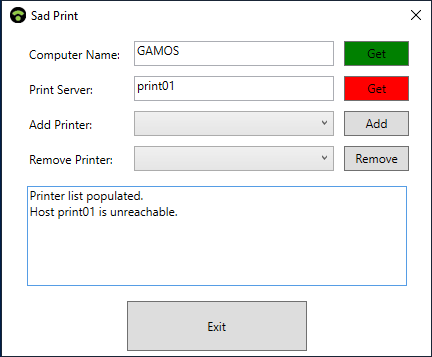 Sad Print
Computer Name: GAMOS Get
Print Server: print01 Get
Add Printer: Add
Remove Printer: Remove
Printer list populated.
Host print01 is unreachable.
Exit